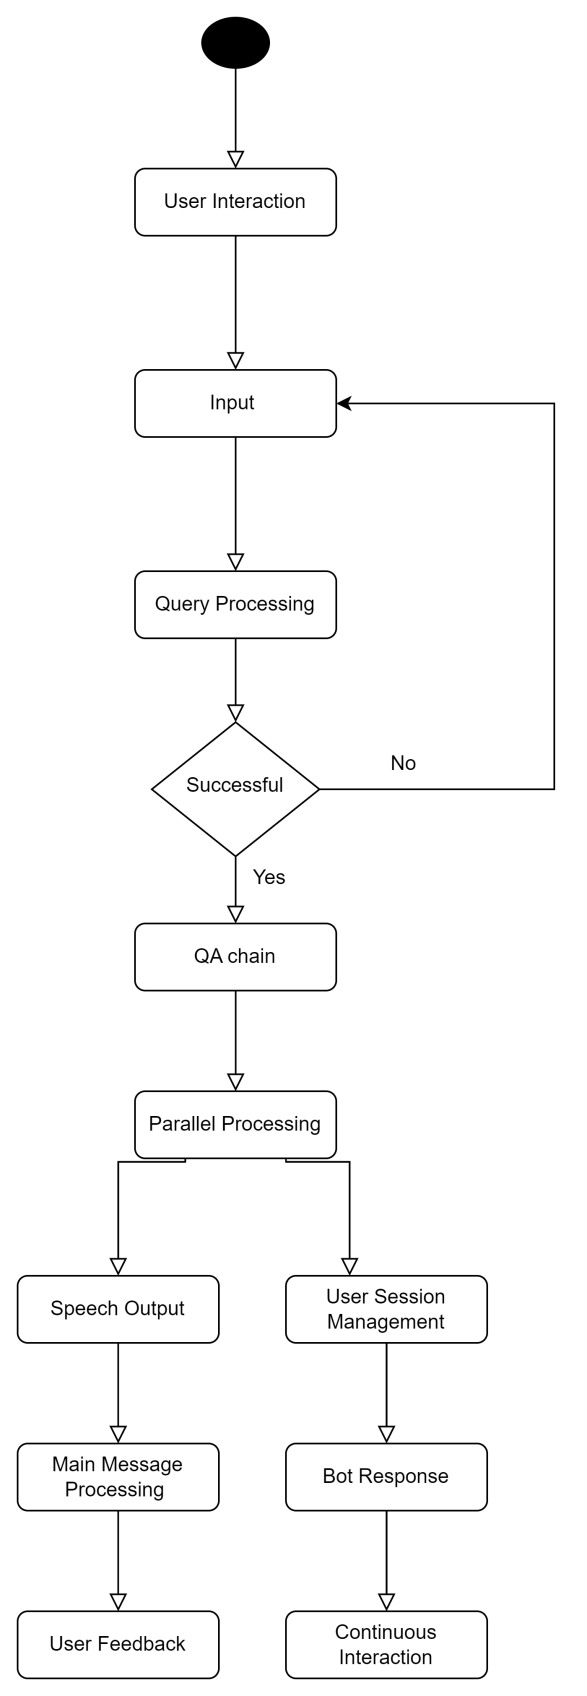 User Interaction
Input
Query Processing
Successful
No
Yes
QA chain
Parallel Processing
Speech Output
User Session
Management
Main Message
Processing
Bot Response
User Feedback
Continuous
Interaction